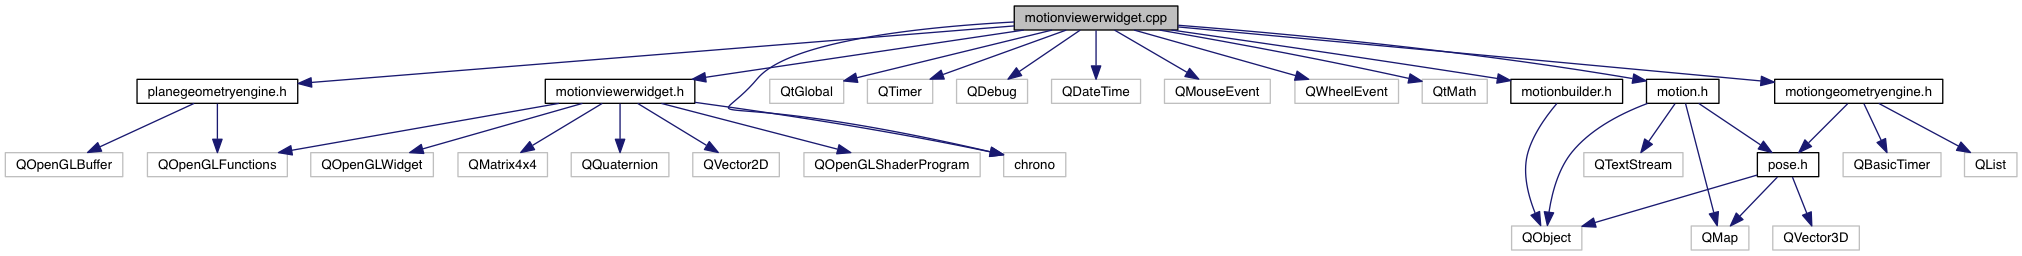 motionviewerwidget.cpp
planegeometryengine.h
motionviewerwidget.h
QtGlobal
QTimer
QDebug
QDateTime
QMouseEvent
QWheelEvent
QtMath
motionbuilder.h
motion.h
motiongeometryengine.h
QOpenGLBuffer
QOpenGLFunctions
QOpenGLWidget
QMatrix4x4
QQuaternion
QVector2D
QOpenGLShaderProgram
chrono
QTextStream
pose.h
QBasicTimer
QList
QObject
QMap
QVector3D